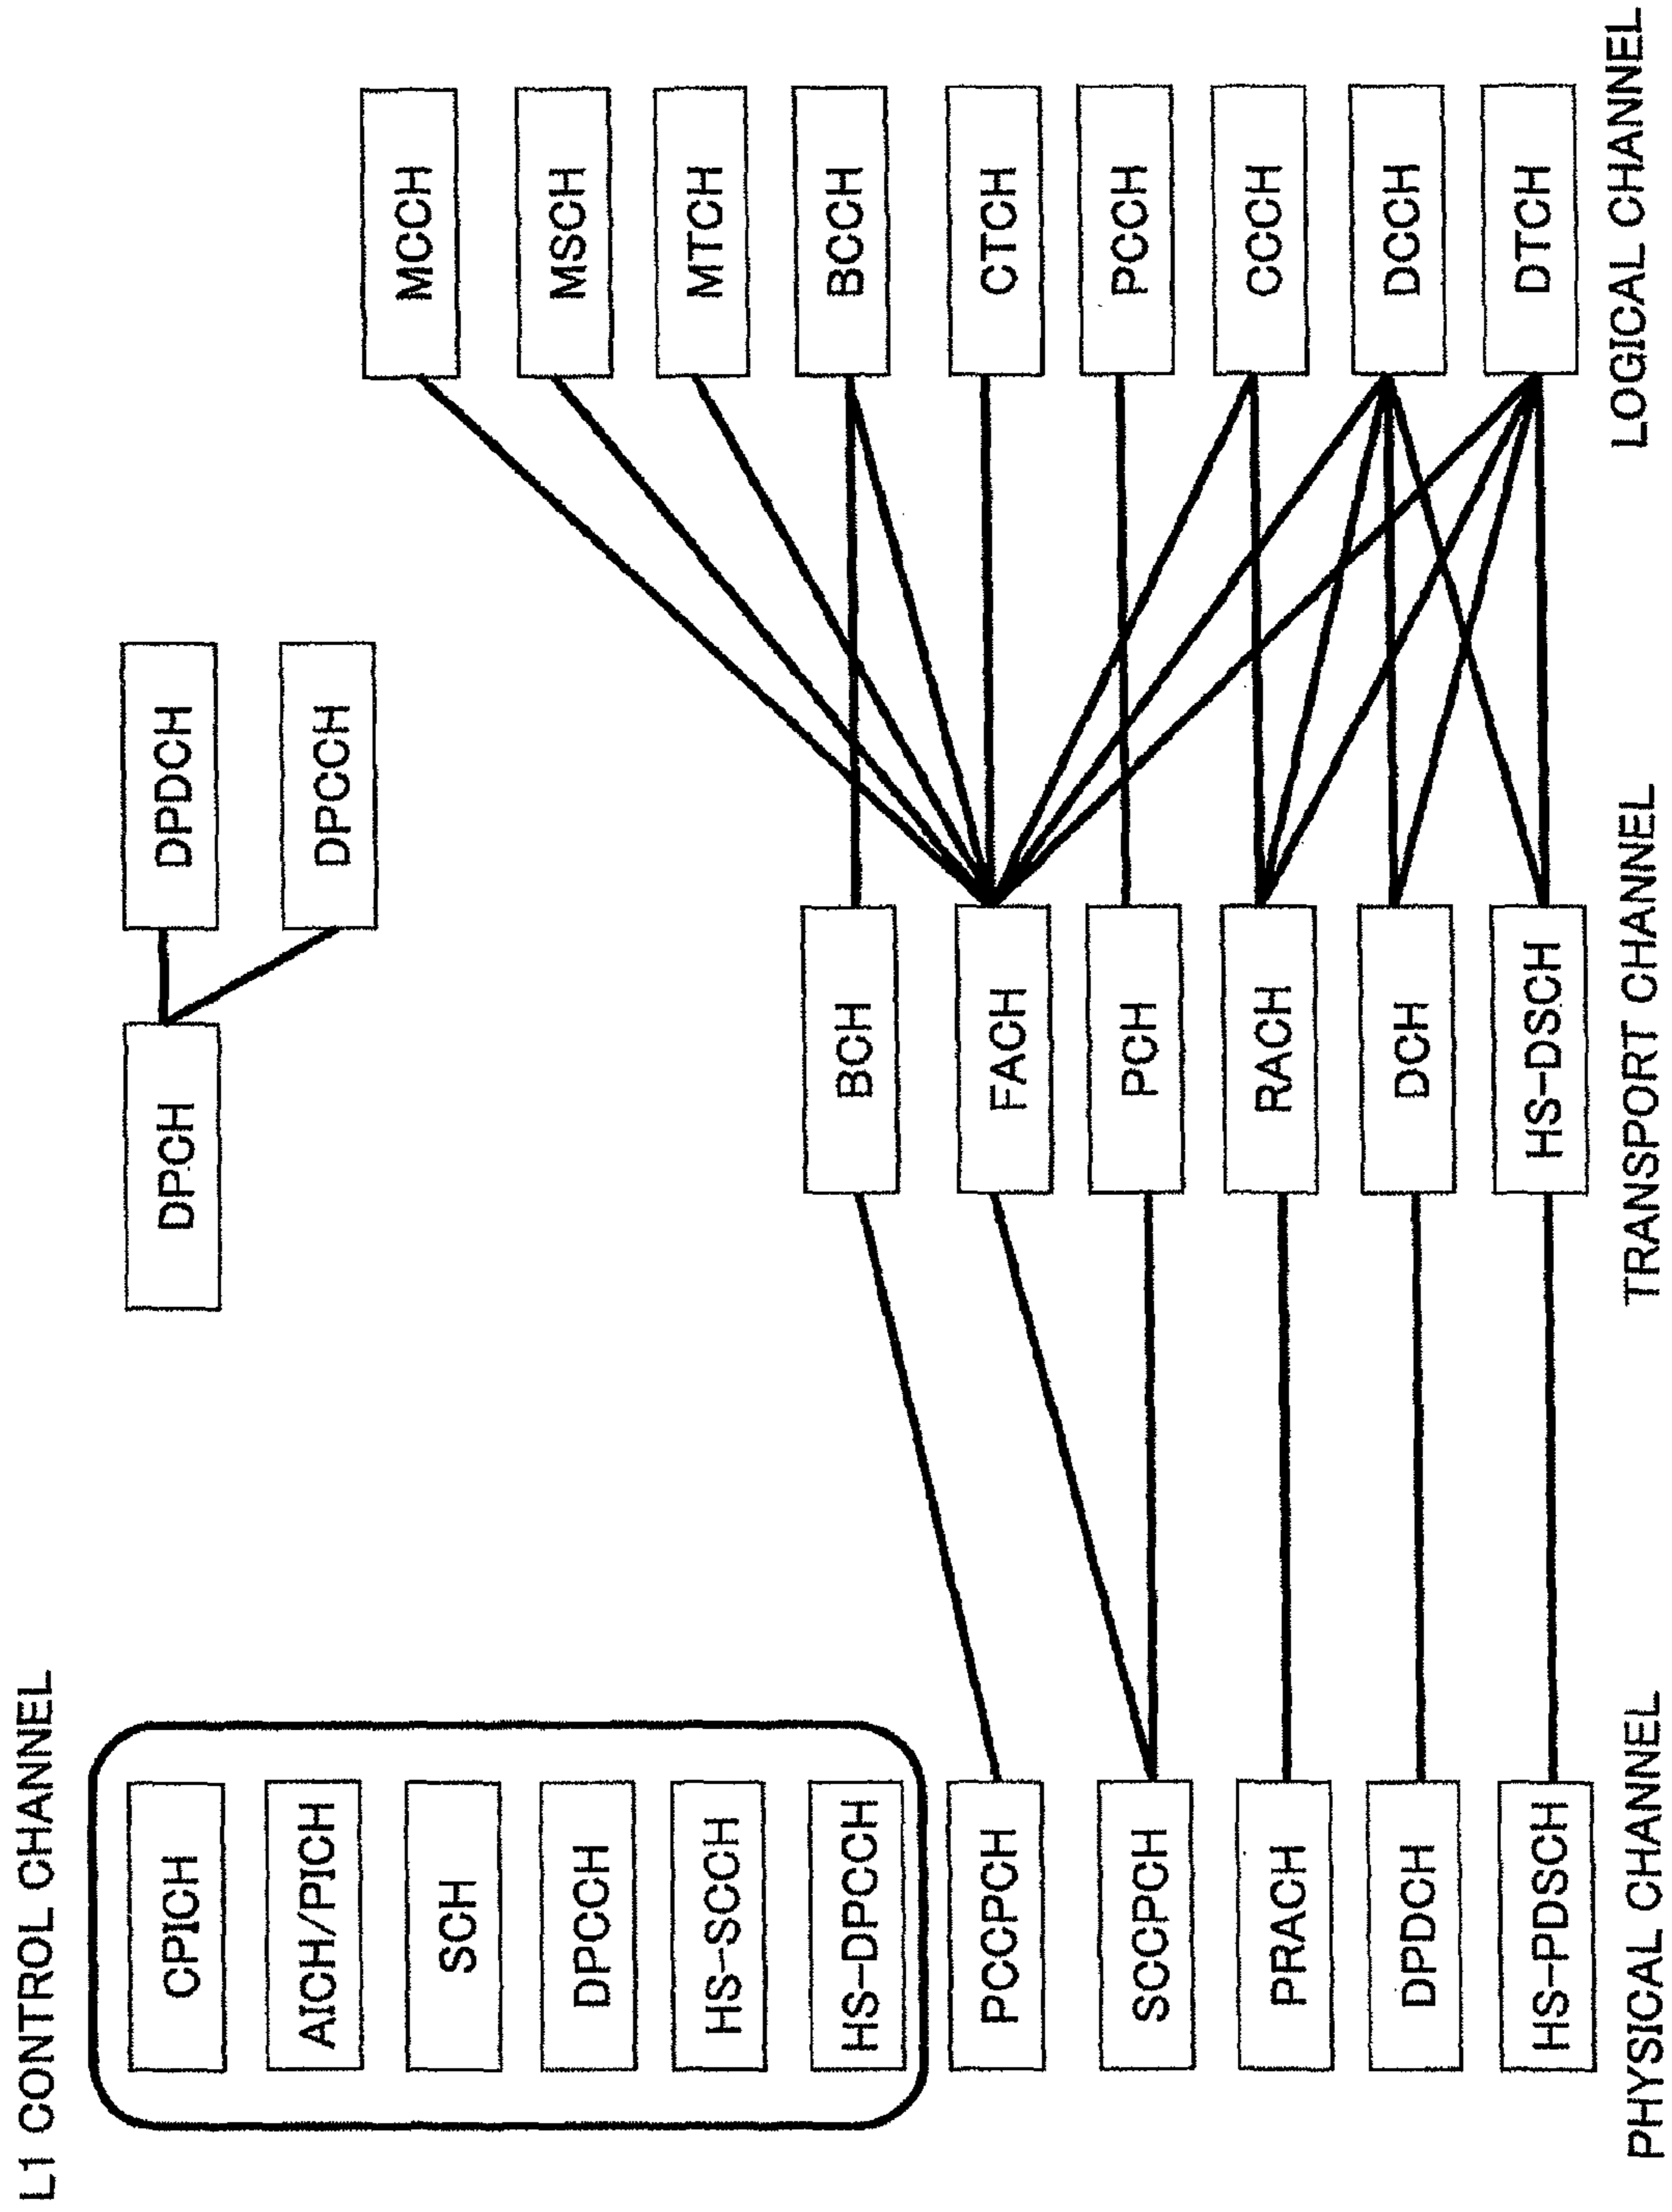 L1 CONTROL CHANNEL
CPICH
AICH/PICH
SCH
DPCCH
HS-SCCH
HS-DPCCH
PCCPCH
SCCPCH
PRACH
DPDCH
HS-PDSCH
PHYSICAL CHANNEL
DPCH
DPDCH
DPCCH
BCH
FACH
PCH
RACH
DCH
HS-DSCH
TRANSPORT CHANNEL
MCCH
MSCH
MTCH
BCCH
CTCH
PCCH
CCCH
DCCH
DTCH
LOGICAL CHANNEL